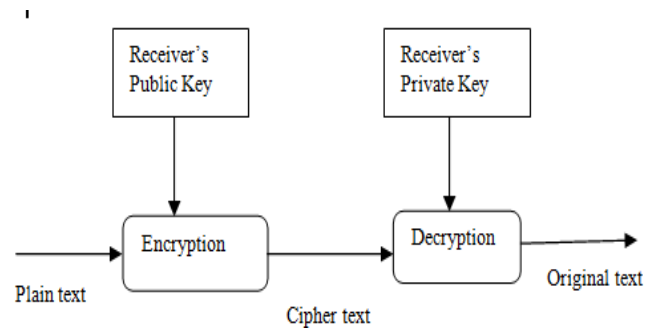 Receiver’s
Public Key
Receiver’s
Private Key
Encryption
Decryption
Plain text
Cipher text
Original text